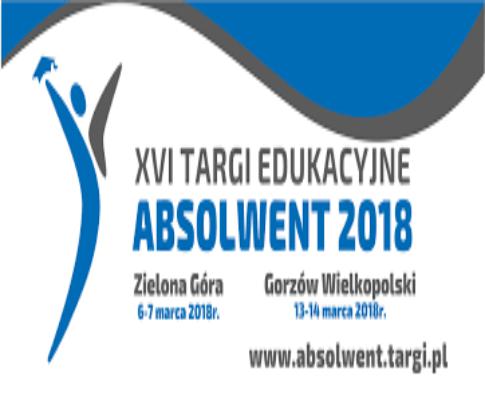 XVI TARGI EDUKACYJNE
ABSOLWENT 2018
Zielona Góra Gorzów Wielkopolski
6-7 marca 2018r. 13-14 marca 2018r.
www.absolwent.targi.pl